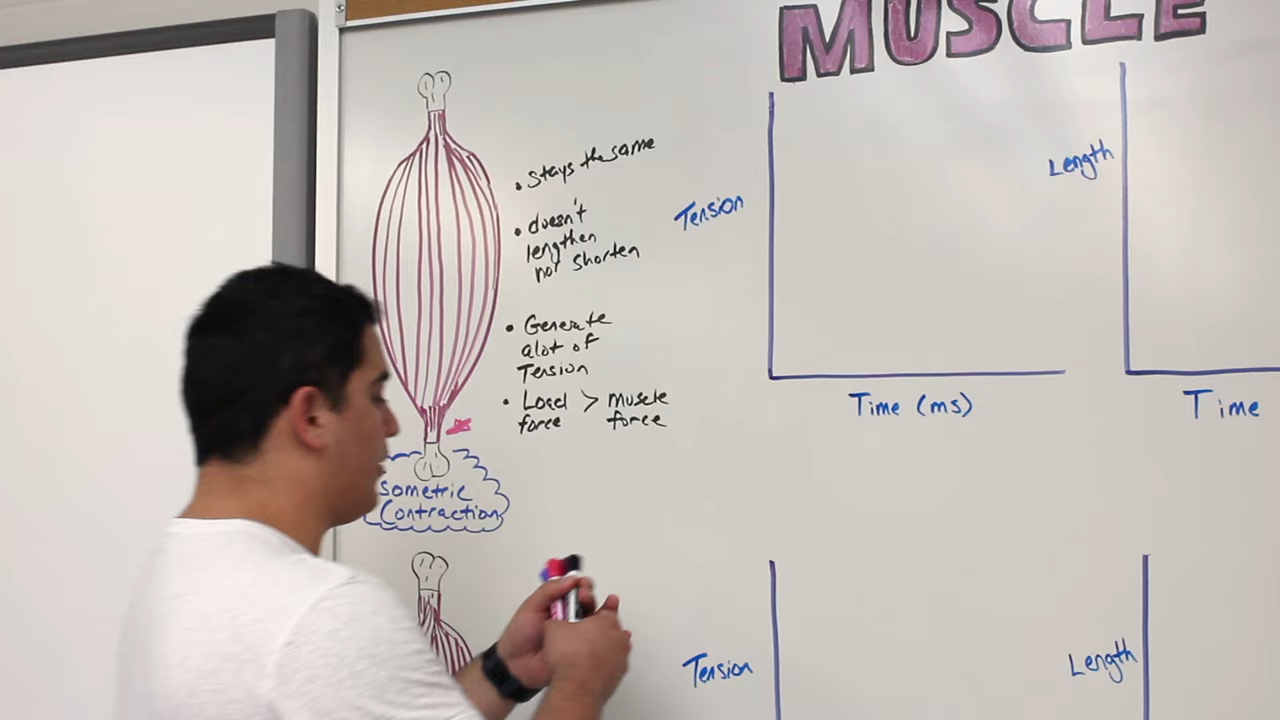 MUSCLE
• stays the same
• doesn't
lengthen
nor shorten
• Generate
alot of
Tension
• Load > muscle
force force
sometric
Contraction
Tension
Time (ms)
Length
Time
Tension
Length